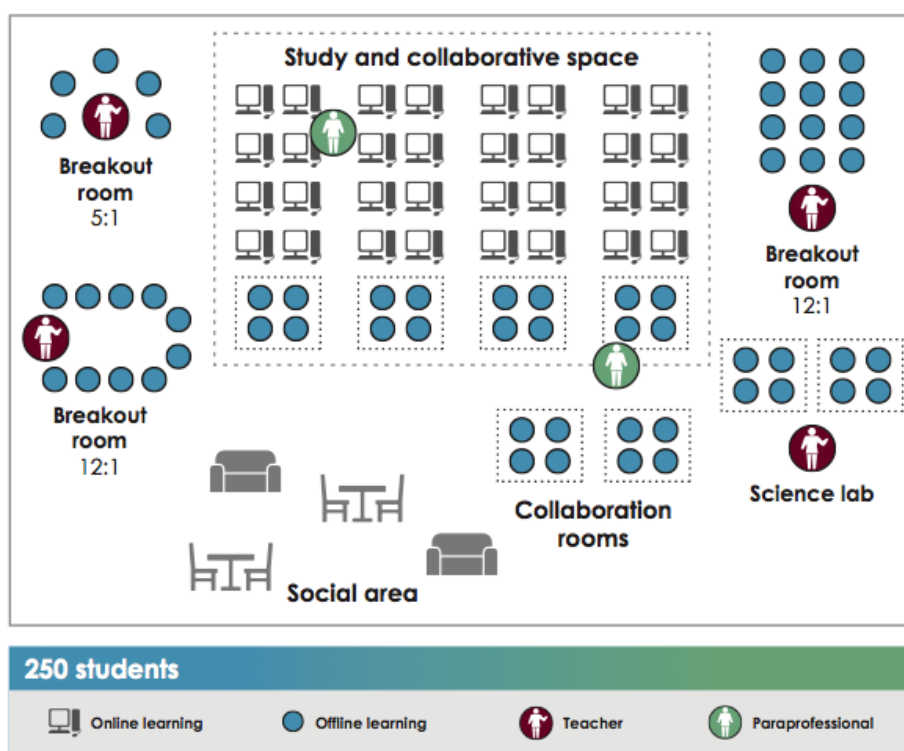 Study and collaborative space
Breakout
room
5:1
Breakout
room
12:1
Breakout
room
12:1
Science lab
Collaboration
rooms
Social area
250 students
Online learning
Offline learning
Teacher
Paraprofessional